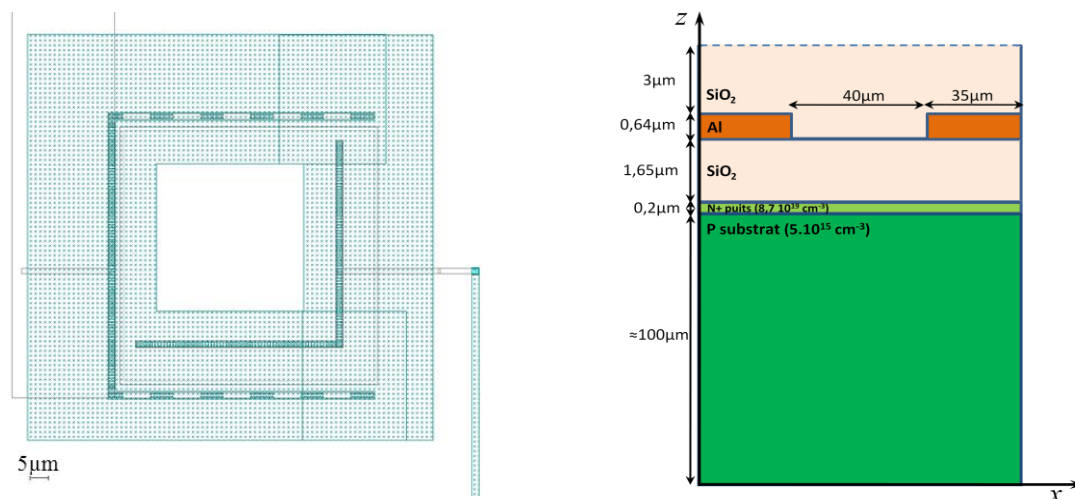 5µm
z
3µm
SiO₂
40µm
35µm
0,64µm
Al
1,65µm
SiO₂
0,2µm
N+ puits (8,7 10¹⁹ cm⁻³)
P substrat (5.10¹⁵ cm⁻³)
≈100µm
x